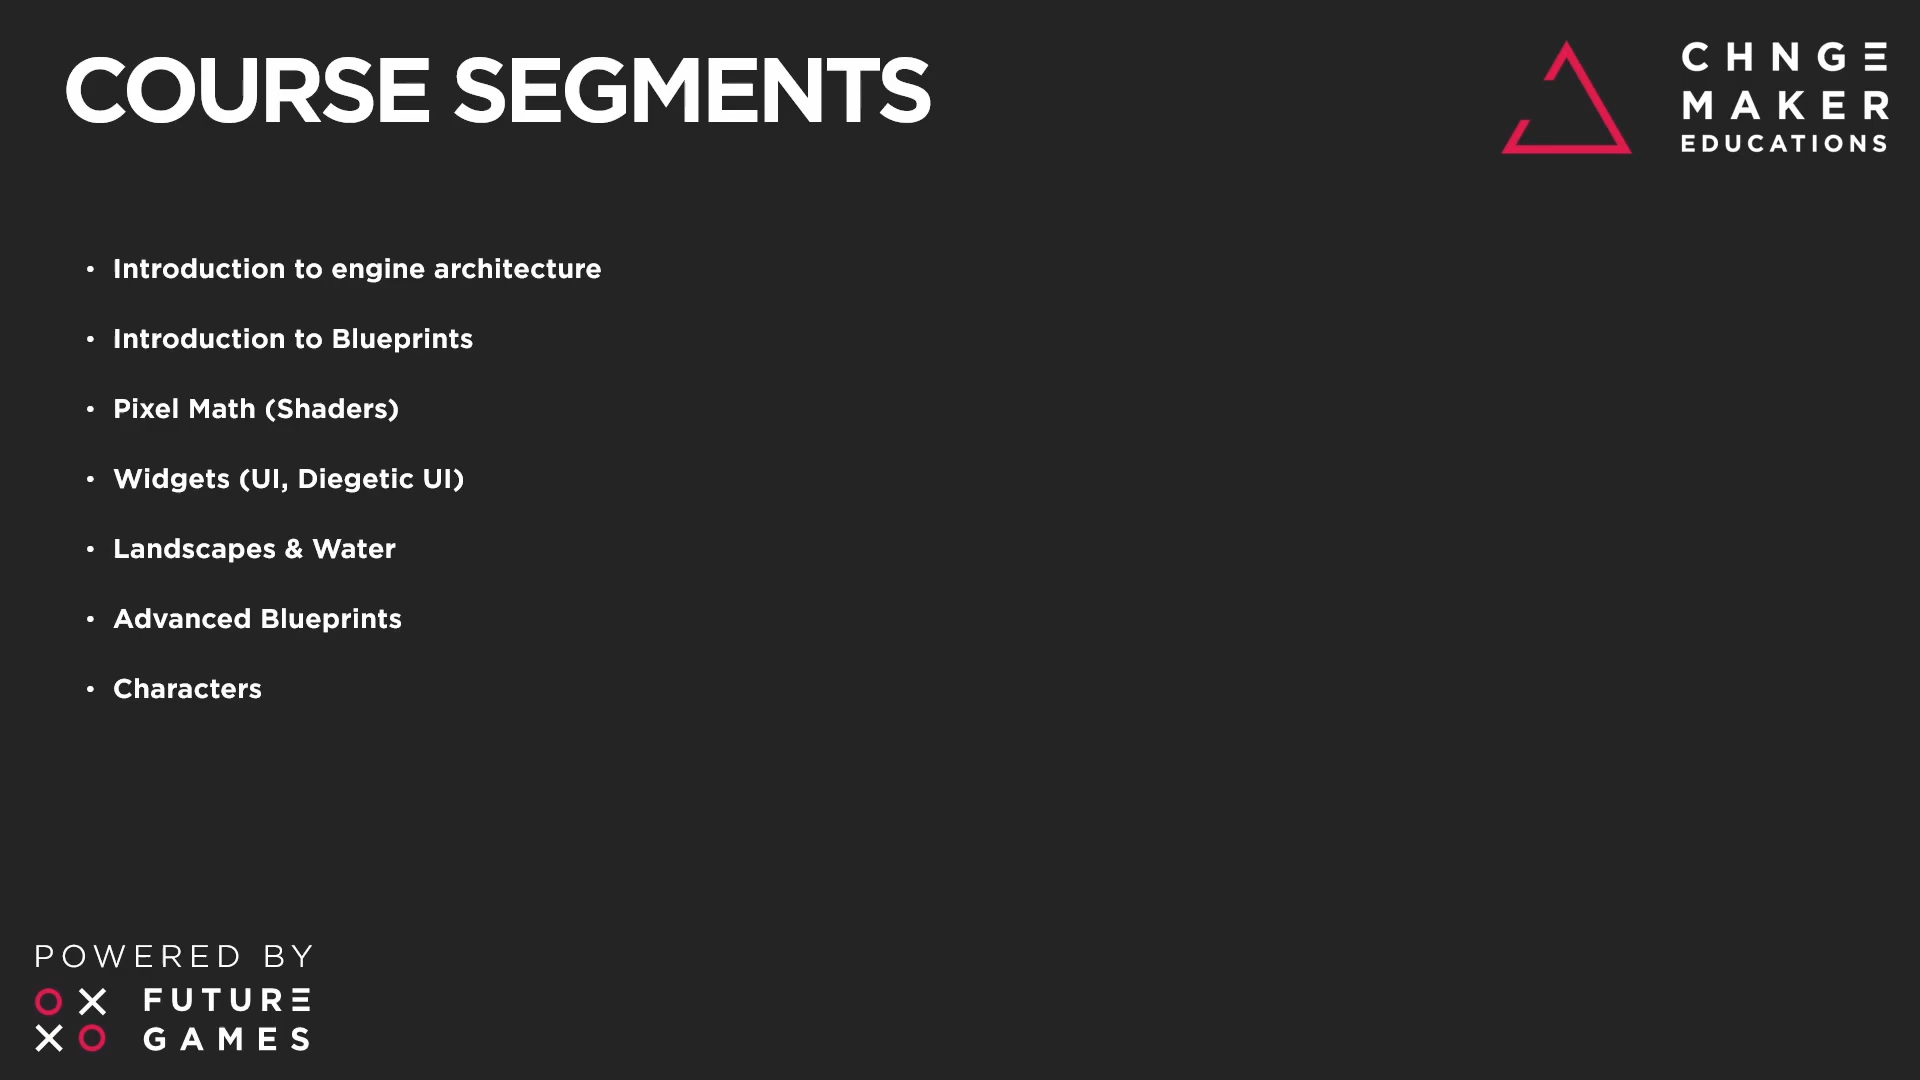 COURSE SEGMENTS
CHNGE
MAKER
EDUCATIONS
• Introduction to engine architecture
• Introduction to Blueprints
• Pixel Math (Shaders)
• Widgets (UI, Diegetic UI)
• Landscapes & Water
• Advanced Blueprints
• Characters
POWERED BY
FUTURE
GAMES